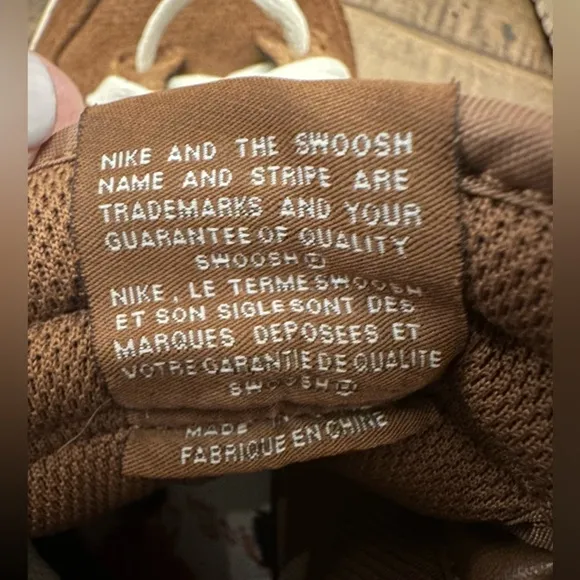 NIKE AND THE SWOOSH
NAME AND STRIPE ARE
TRADEMARKS AND YOUR
GUARANTEE OF QUALITY
SWOOSH
NIKE, LE TERME SWOOSH
ET SON SIGLE SONT DES
MARQUES DEPOSEES ET
VOTRE GARANTIE DE QUALITE
SWOOSH
MADE
FABRIQUE EN CHINE